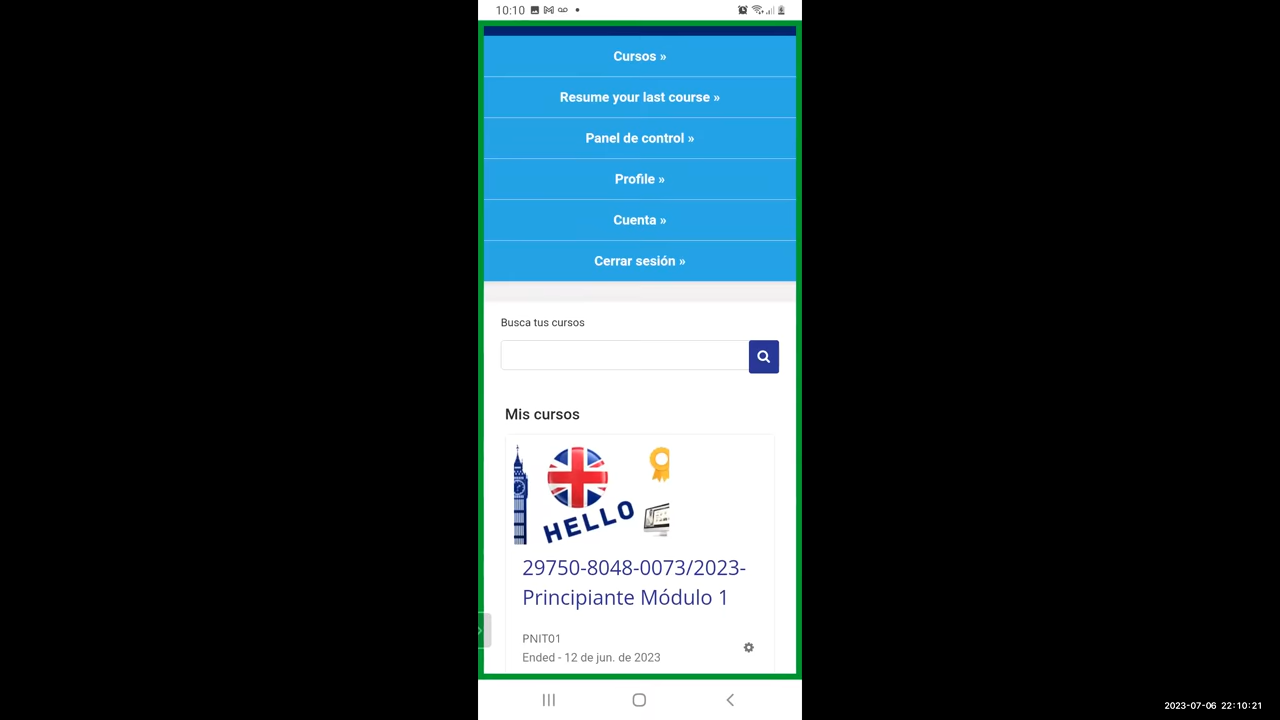 10:10
Cursos »
Resume your last course »
Panel de control »
Profile »
Cuenta »
Cerrar sesión »
Busca tus cursos
Mis cursos
HELLO
29750-8048-0073/2023-
Principiante Módulo 1
PNIT01
Ended - 12 de jun. de 2023
2023-07-06 22:10:21